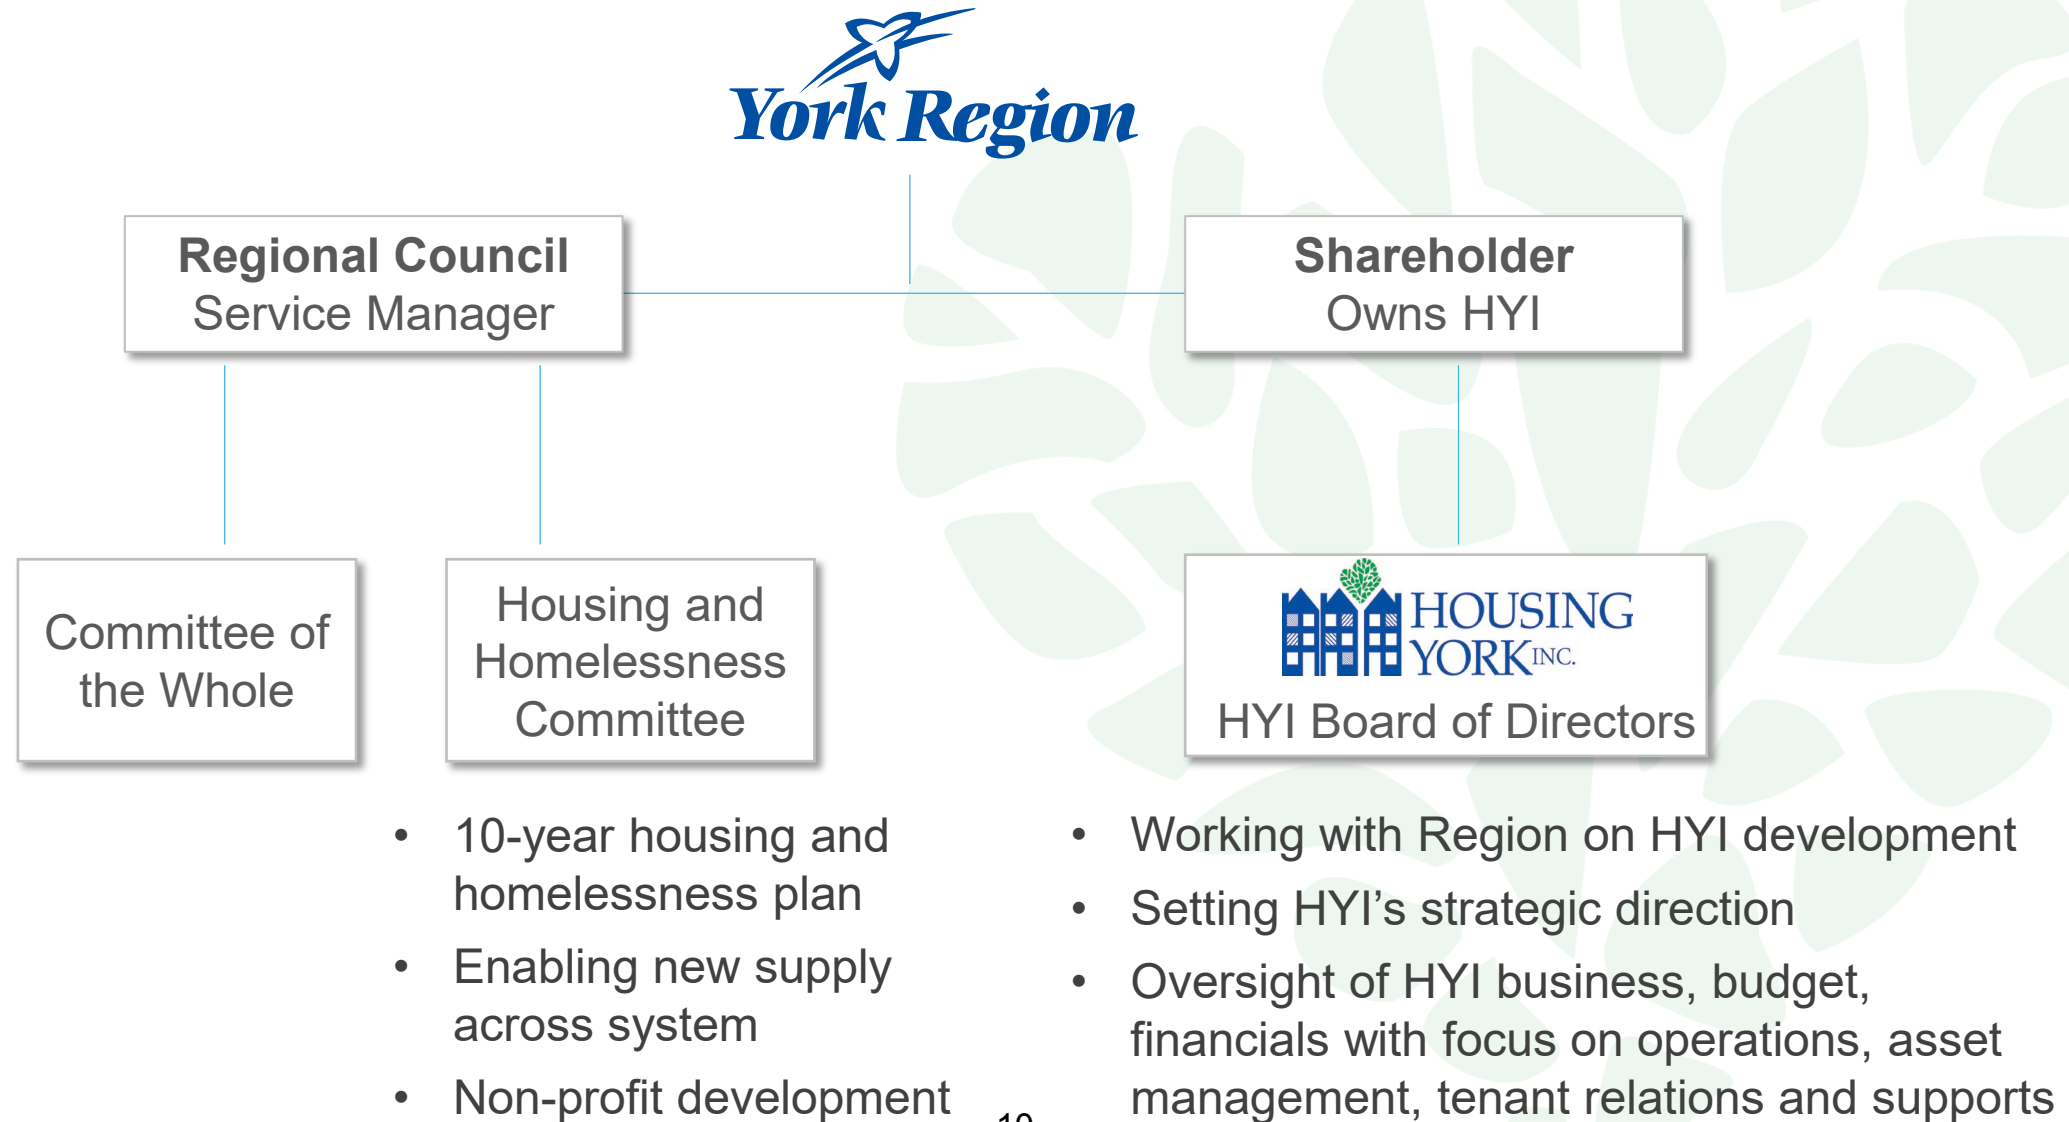 York Region
Regional Council
Service Manager
Shareholder
Owns HYI
Committee of
the Whole
Housing and
Homelessness
Committee
HOUSING
YORK INC.
HYI Board of Directors
• 10-year housing and
homelessness plan
• Enabling new supply
across system
• Non-profit development
• Working with Region on HYI development
• Setting HYI’s strategic direction
• Oversight of HYI business, budget,
financials with focus on operations, asset
management, tenant relations and supports